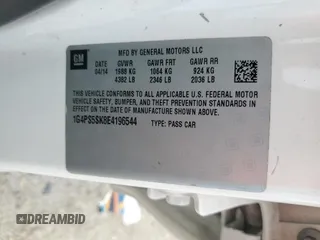 GM
MFD BY GENERAL MOTORS LLC
DATE GVWR GAWR FRT GAWR RR
04/14 1988 KG 1064 KG 924 KG
4382 LB 2346 LB 2036 LB
THIS VEHICLE CONFORMS TO ALL APPLICABLE U.S. FEDERAL MOTOR
VEHICLE SAFETY, BUMPER, AND THEFT PREVENTION STANDARDS
IN EFFECT ON THE DATE OF MANUFACTURE SHOWN ABOVE.
1G4PS5SK8E4196544 TYPE: PASS CAR
DREAMBID